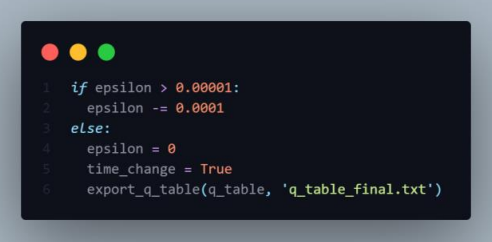 1 if epsilon > 0.00001:
2 epsilon -= 0.0001
3 else:
4 epsilon = 0
5 time_change = True
6 export_q_table(q_table, 'q_table_final.txt')